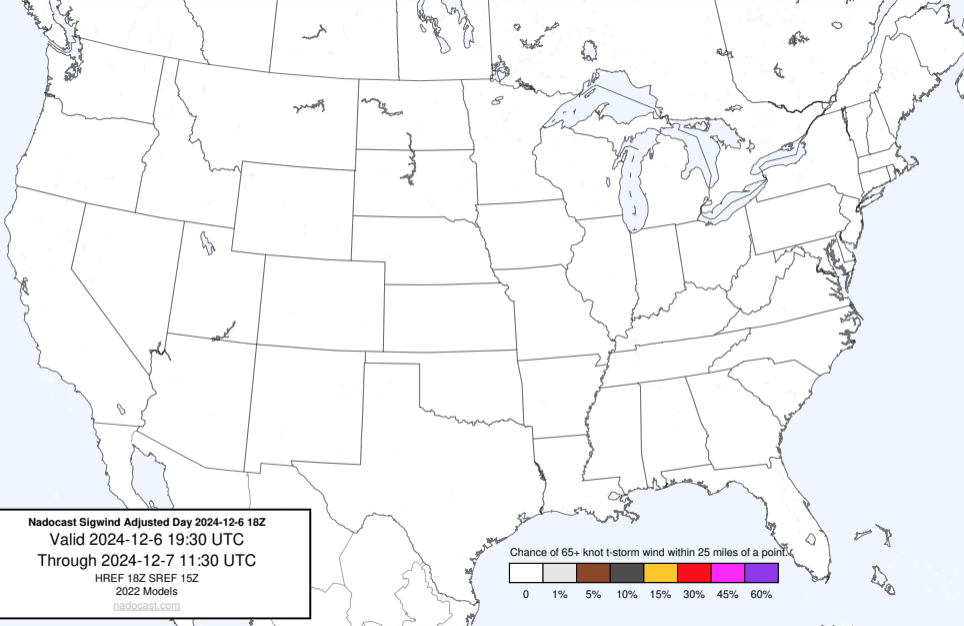 Nadocast Sigwind Adjusted Day 2024-12-6 18Z
Valid 2024-12-6 19:30 UTC
Through 2024-12-7 11:30 UTC
HREF 18Z SREF 15Z
2022 Models
nadocast.com
Chance of 65+ knot t-storm wind within 25 miles of a point.
0 1% 5% 10% 15% 30% 45% 60%